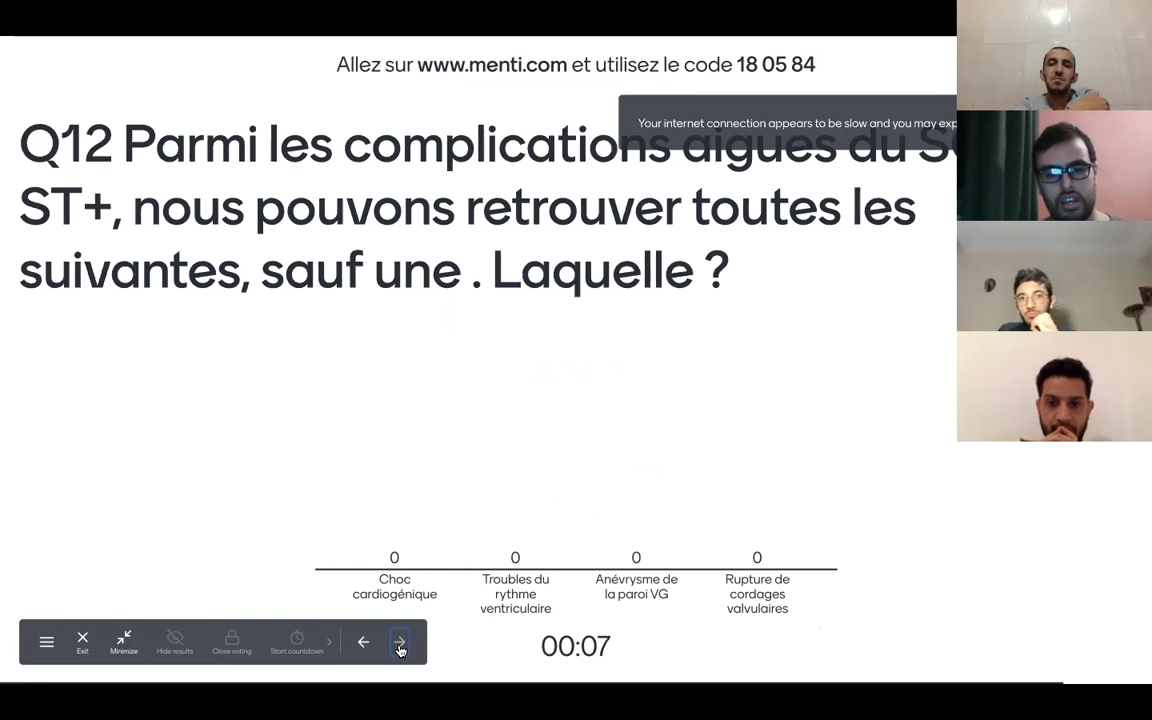 Allez sur www.menti.com et utilisez le code 18 05 84
Your internet connection appears to be slow and you may exp
Q12 Parmi les complications aigues du
ST+, nous pouvons retrouver toutes les
suivantes, sauf une . Laquelle ?
0 0 0 0
Choc
cardiogénique
Troubles du
rythme
ventriculaire
Anévrysme de
la paroi VG
Rupture de
cordages
valvulaires
Exit
Minimize
Hide results
Close voting
Start countdown
00:07